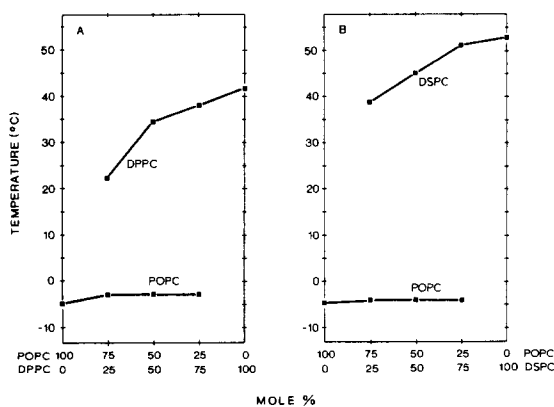 A
B
TEMPERATURE (°C)
50
40
30
20
10
0
-10
50
40
30
20
10
0
-10
DPPC
POPC
DSPC
POPC
POPC 100 75 50 25 0
DPPC 0 25 50 75 100
100 75 50 25 0 POPC
0 25 50 75 100 DSPC
MOLE %